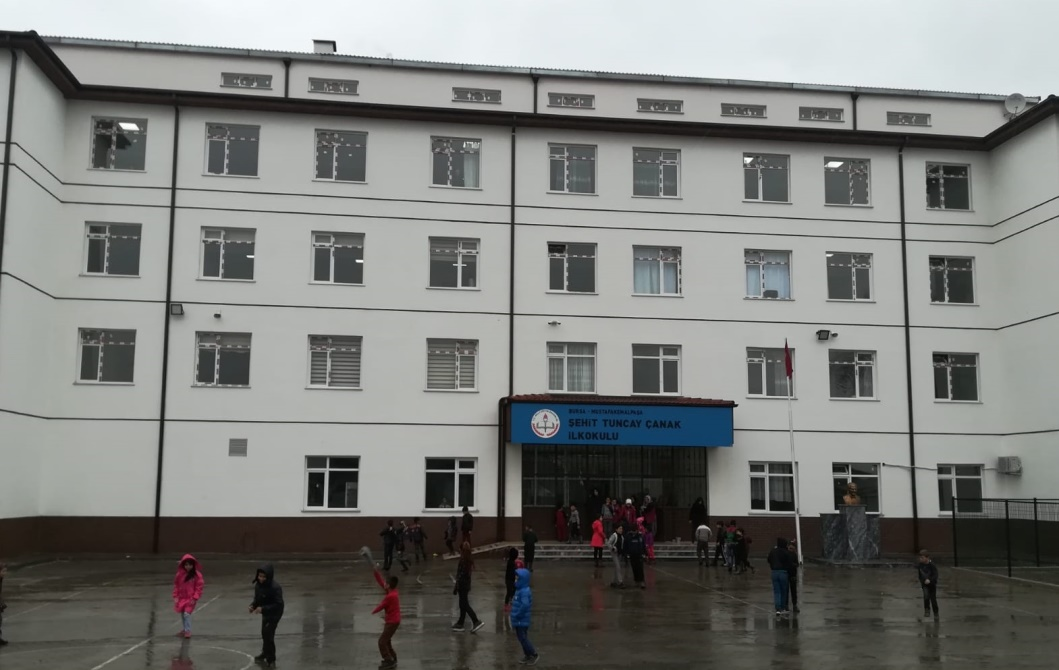 BURSA - MUSTAFAKEMALPAŞA
ŞEHİT TUNCAY ÇANAK
İLKOKULU